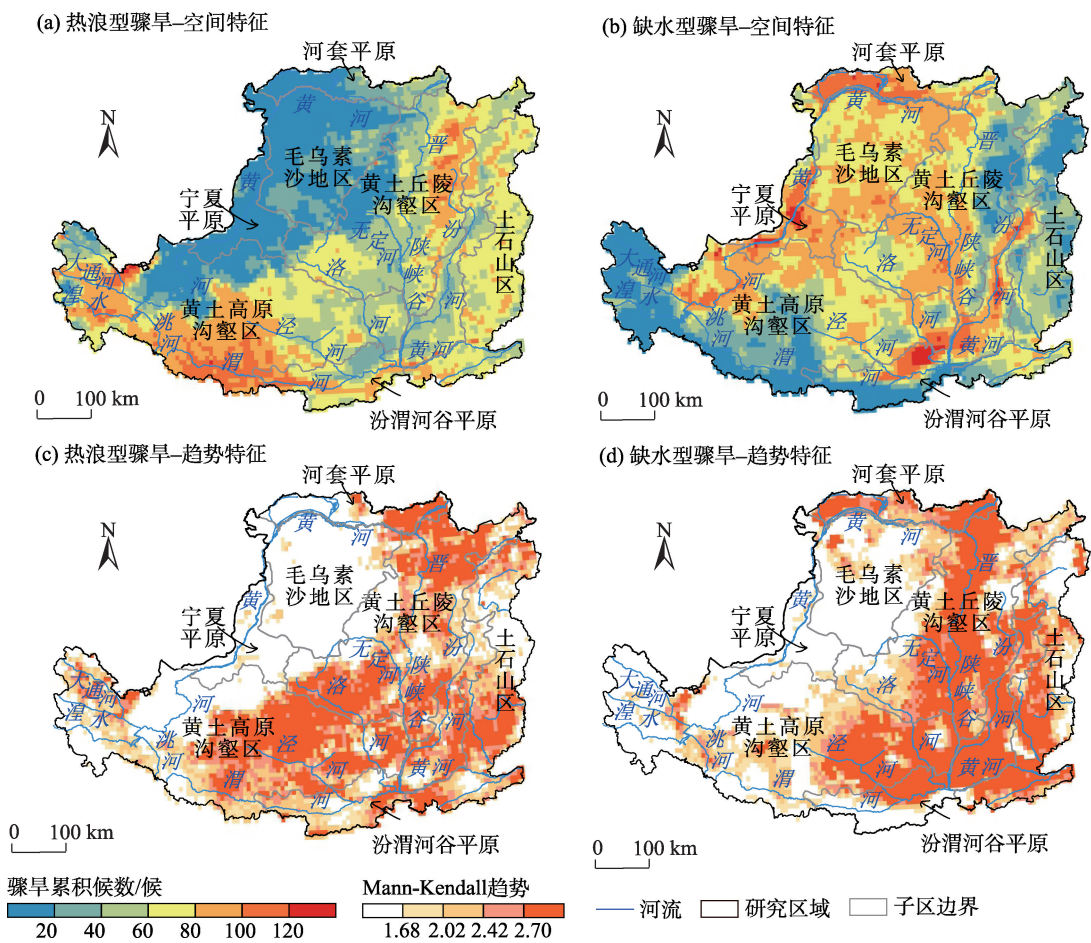 (a) 热浪型骤旱–空间特征
河套平原
N
黄
河
晋
毛乌素
沙地区
黄土丘陵
沟壑区
黄
宁夏
平原
无
定
河
陕
峡
谷
汾
河
土石山区
洛
河
大
通
河
湟
水
河
黄土高原
沟壑区
泾
河
洮
河
渭
河
黄河
0 100 km
汾渭河谷平原
(b) 缺水型骤旱–空间特征
河套平原
N
黄
河
晋
毛乌素
沙地区
黄土丘陵
沟壑区
黄
宁夏
平原
无
定
河
陕
峡
谷
汾
河
土石山区
洛
河
大
通
河
湟
水
河
黄土高原
沟壑区
泾
河
洮
河
渭
河
黄河
0 100 km
汾渭河谷平原
(c) 热浪型骤旱–趋势特征
河套平原
N
黄
河
晋
毛乌素
沙地区
黄土丘陵
沟壑区
黄
宁夏
平原
无
定
河
陕
峡
谷
汾
河
土石山区
洛
河
大
通
河
湟
水
河
黄土高原
沟壑区
泾
河
洮
河
渭
河
黄河
0 100 km
汾渭河谷平原
(d) 缺水型骤旱–趋势特征
河套平原
N
黄
河
晋
毛乌素
沙地区
黄土丘陵
沟壑区
黄
宁夏
平原
无
定
河
陕
峡
谷
汾
河
土石山区
洛
河
大
通
河
湟
水
河
黄土高原
沟壑区
泾
河
洮
河
渭
河
黄河
0 100 km
汾渭河谷平原
骤旱累积候数/候
20 40 60 80 100 120
Mann-Kendall趋势
1.68 2.02 2.42 2.70
河流
研究区域
子区边界